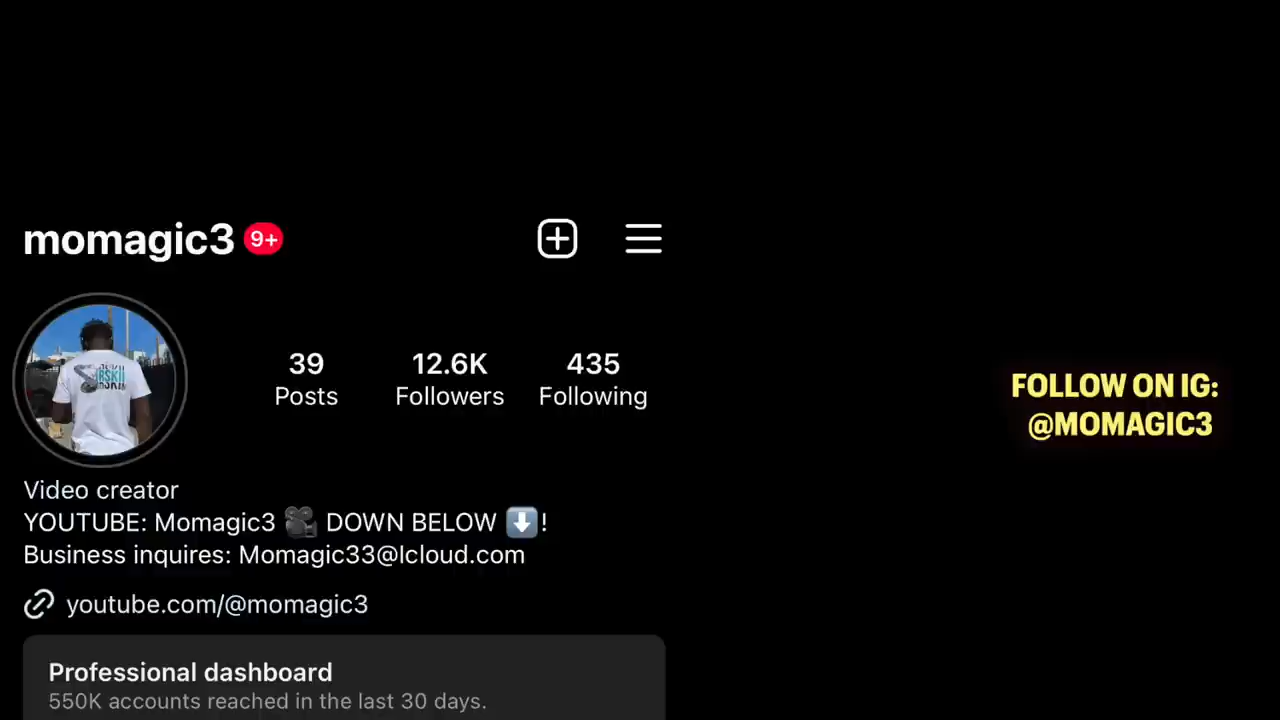 momagic3 9+
39 12.6K 435
Posts Followers Following
FOLLOW ON IG:
@MOMAGIC3
Video creator
YOUTUBE: Momagic3 🎥 DOWN BELOW ⬇️!
Business inquires: Momagic33@Icloud.com
youtube.com/@momagic3
Professional dashboard
550K accounts reached in the last 30 days.